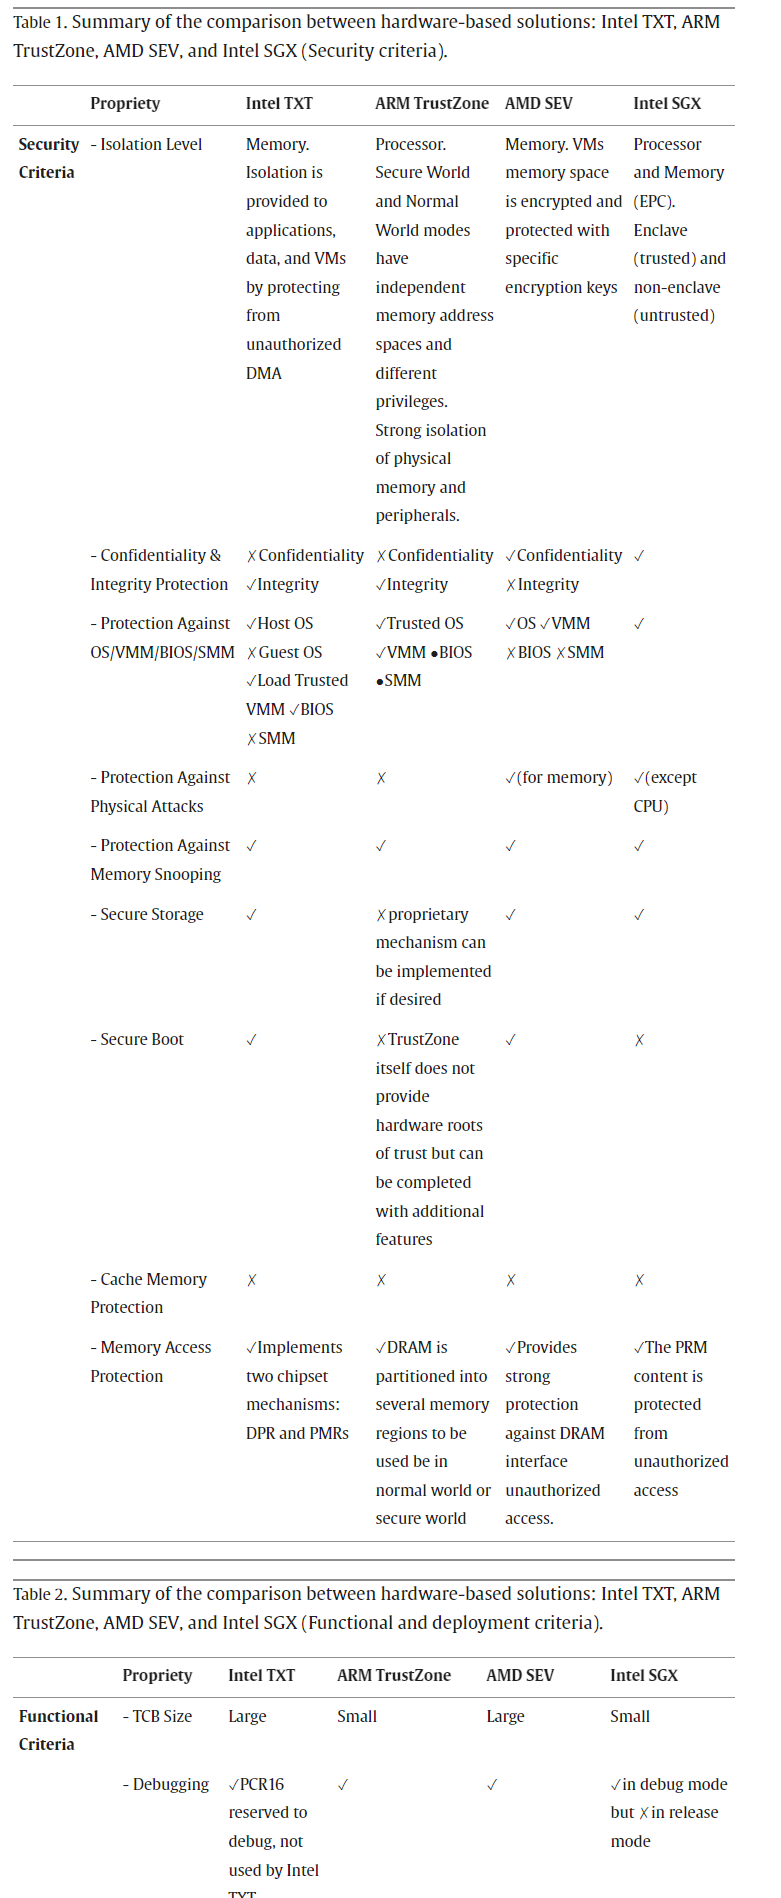 Table 1. Summary of the comparison between hardware-based solutions: Intel TXT, ARM
TrustZone, AMD SEV, and Intel SGX (Security criteria).
Propriety Intel TXT ARM TrustZone AMD SEV Intel SGX
Security - Isolation Level Memory. Processor. Memory. VMs Processor
Criteria Isolation is Secure World memory space and Memory
provided to and Normal is encrypted and (EPC).
applications, World modes protected with Enclave
data, and VMs have specific (trusted) and
by protecting independent encryption keys non-enclave
from memory address (untrusted)
unauthorized spaces and
DMA different
privileges.
Strong isolation
of physical
memory and
peripherals.
- Confidentiality & ✗Confidentiality ✗Confidentiality ✓Confidentiality ✓
Integrity Protection ✓Integrity ✓Integrity ✗Integrity
- Protection Against ✓Host OS ✓Trusted OS ✓OS ✓VMM ✓
OS/VMM/BIOS/SMM ✗Guest OS ✓VMM ●BIOS ✗BIOS ✗SMM
✓Load Trusted ●SMM
VMM ✓BIOS
✗SMM
- Protection Against ✗ ✗ ✓(for memory) ✓(except
Physical Attacks CPU)
- Protection Against ✓ ✓ ✓ ✓
Memory Snooping
- Secure Storage ✓ ✗proprietary ✓ ✓
mechanism can
be implemented
if desired
- Secure Boot ✓ ✗TrustZone ✓ ✗
itself does not
provide
hardware roots
of trust but can
be completed
with additional
features
- Cache Memory ✗ ✗ ✗ ✗
Protection
- Memory Access ✓Implements ✓DRAM is ✓Provides ✓The PRM
Protection two chipset partitioned into strong content is
mechanisms: several memory protection protected
DPR and PMRs regions to be against DRAM from
used be in interface unauthorized
normal world or unauthorized access
secure world access.
Table 2. Summary of the comparison between hardware-based solutions: Intel TXT, ARM
TrustZone, AMD SEV, and Intel SGX (Functional and deployment criteria).
Propriety Intel TXT ARM TrustZone AMD SEV Intel SGX
Functional - TCB Size Large Small Large Small
Criteria
- Debugging ✓PCR16 ✓ ✓ ✓in debug mode
reserved to but ✗in release
debug, not mode
used by Intel
TXT